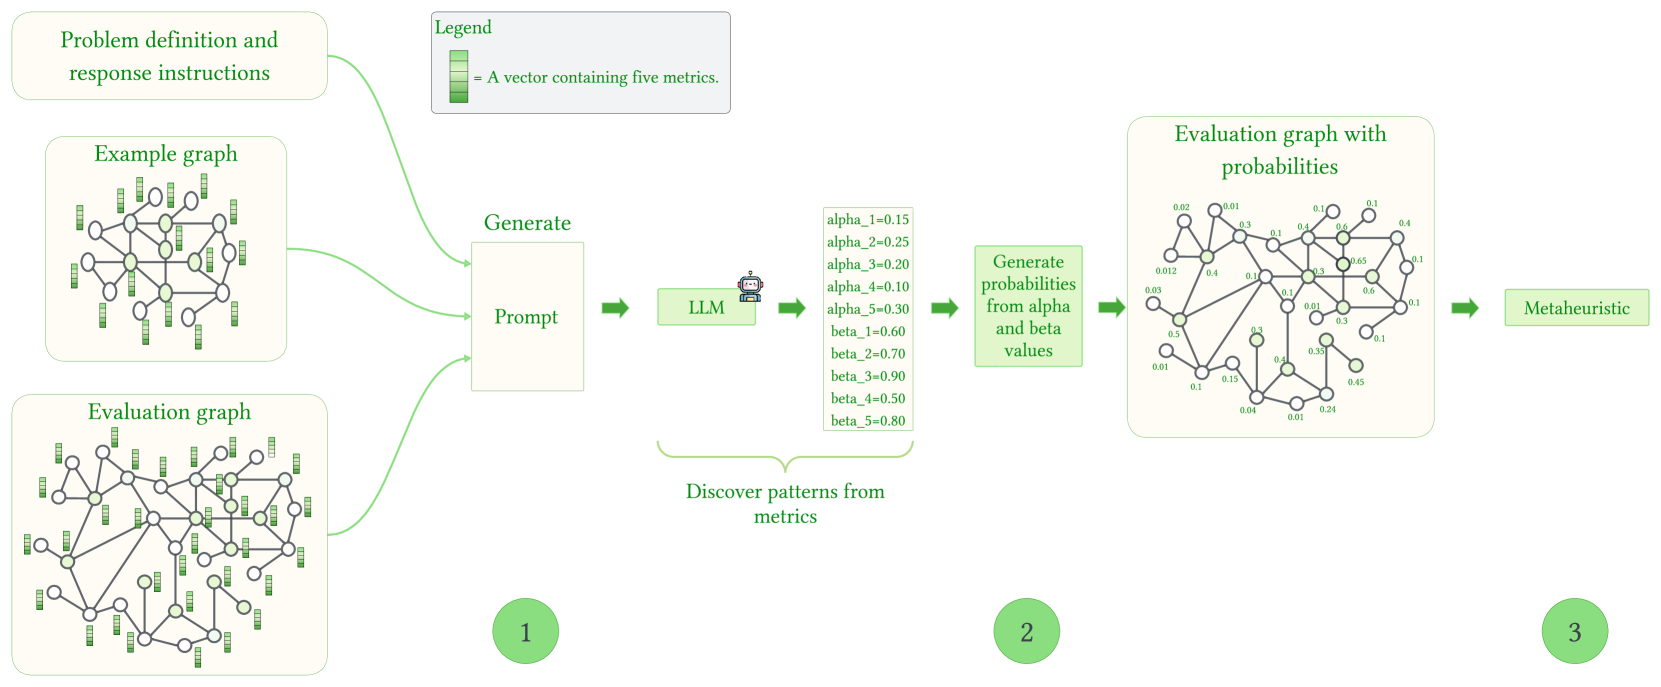 Problem definition and
response instructions
Legend
= A vector containing five metrics.
Example graph
Evaluation graph
Generate
Prompt
LLM
alpha_1=0.15
alpha_2=0.25
alpha_3=0.20
alpha_4=0.10
alpha_5=0.30
beta_1=0.60
beta_2=0.70
beta_3=0.90
beta_4=0.50
beta_5=0.80
Discover patterns from
metrics
Generate
probabilities
from alpha
and beta
values
Evaluation graph with
probabilities
0.02
0.01
0.3
0.1
0.1
0.4
0.6
0.1
0.4
0.012
0.4
0.1
0.3
0.65
0.6
0.1
0.03
0.1
0.01
0.3
0.1
0.5
0.3
0.35
0.1
0.01
0.1
0.15
0.4
0.45
0.04
0.01
0.24
Metaheuristic
1
2
3